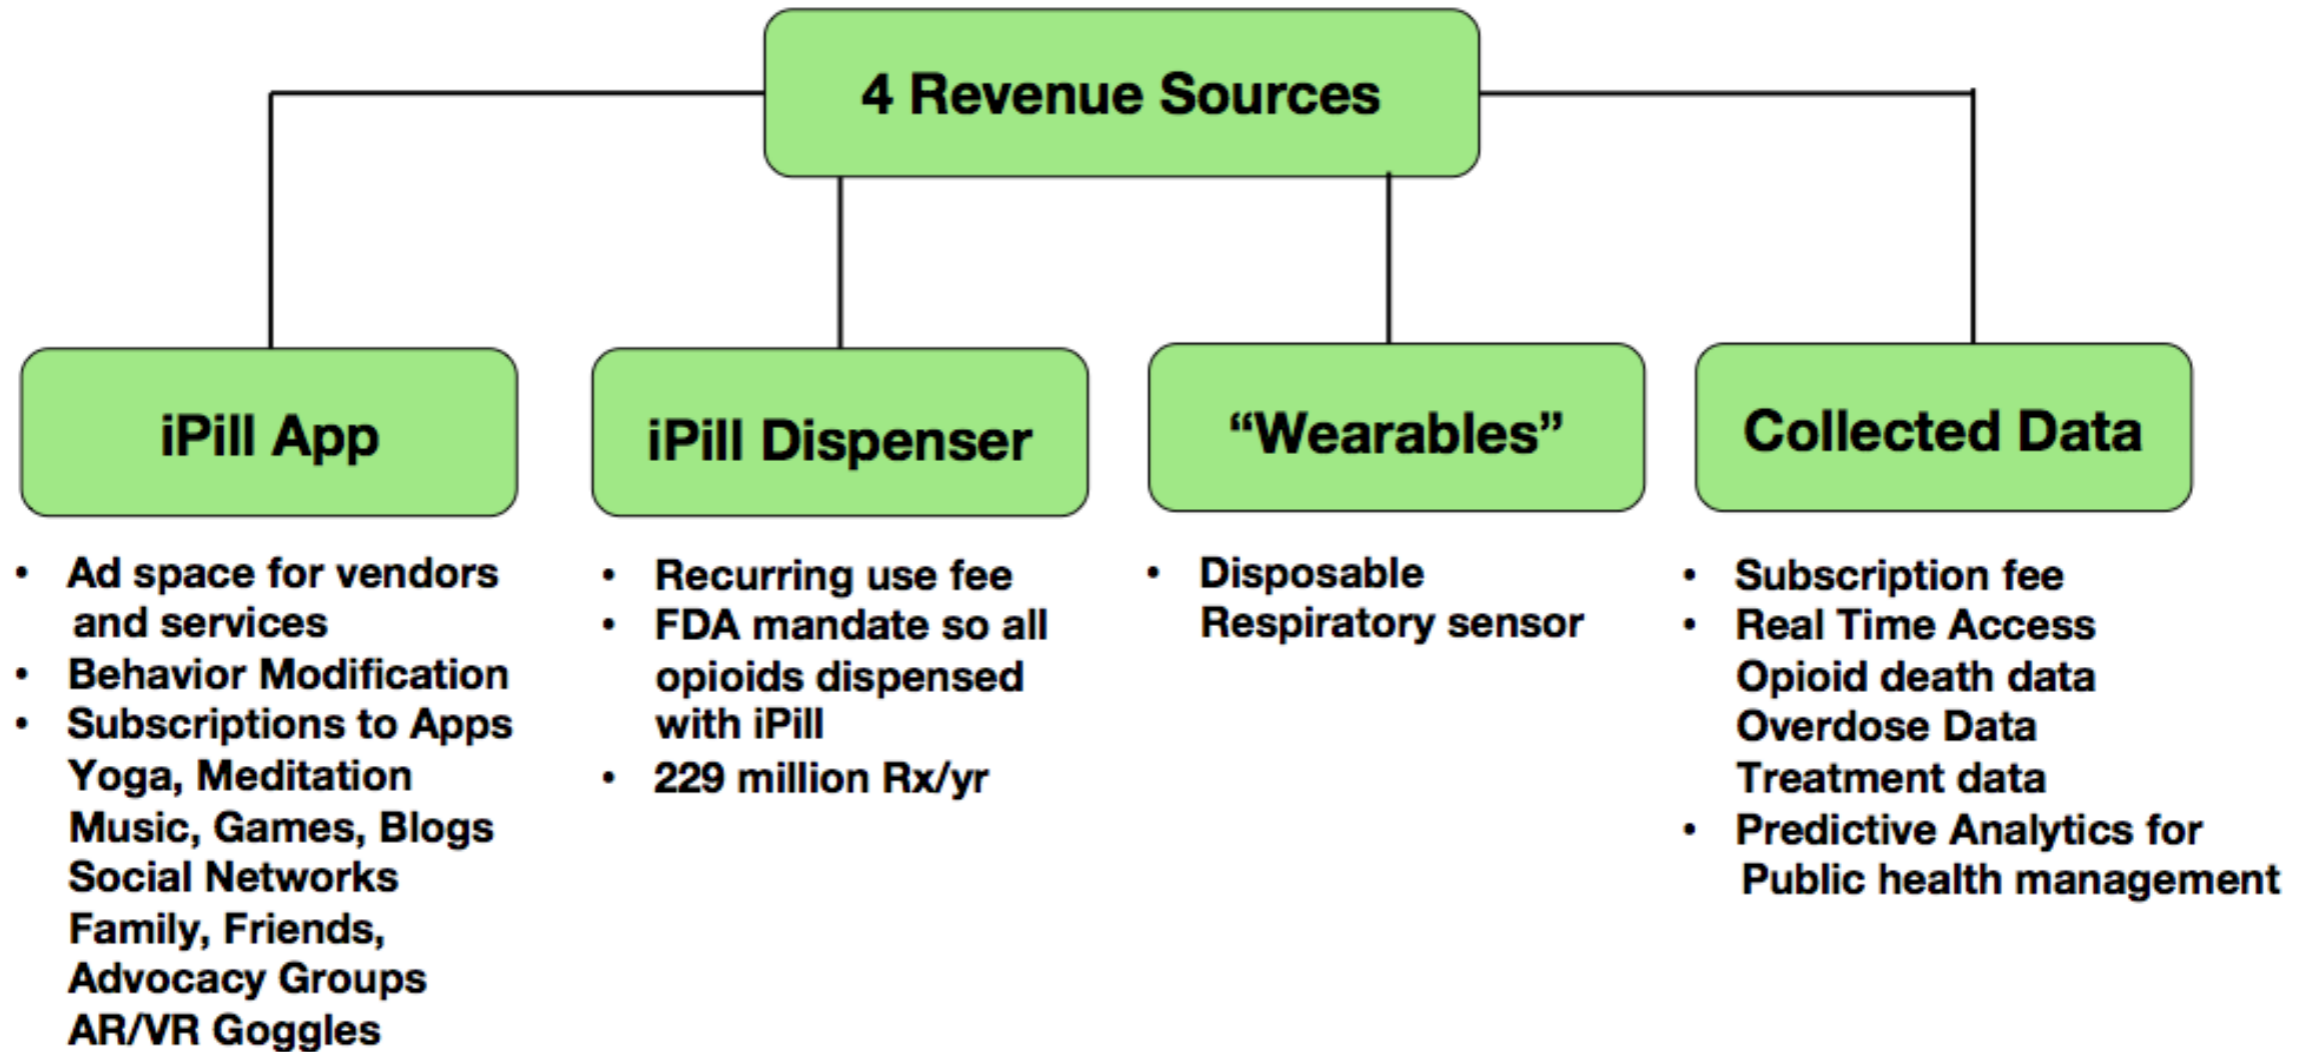 4 Revenue Sources
iPill App
• Ad space for vendors
and services
• Behavior Modification
• Subscriptions to Apps
Yoga, Meditation
Music, Games, Blogs
Social Networks
Family, Friends,
Advocacy Groups
AR/VR Goggles
iPill Dispenser
• Recurring use fee
• FDA mandate so all
opioids dispensed
with iPill
• 229 million Rx/yr
“Wearables”
• Disposable
Respiratory sensor
Collected Data
• Subscription fee
• Real Time Access
Opioid death data
Overdose Data
Treatment data
• Predictive Analytics for
Public health management